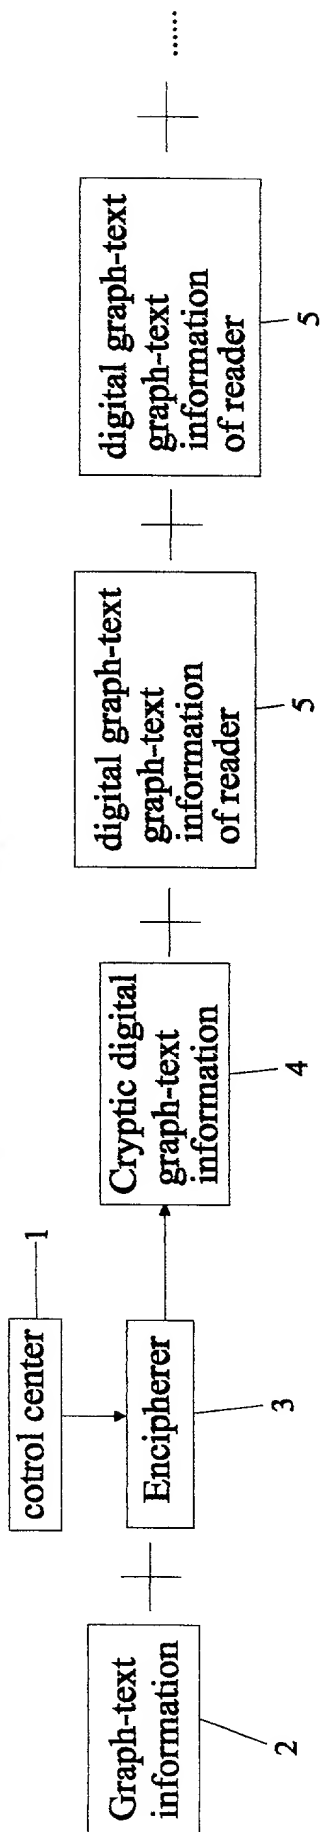 cotrol center
1
Graph-text
information
2
+
Encipherer
3
Cryptic digital
graph-text
information
4
+
digital graph-text
graph-text
information
of reader
5
+
digital graph-text
graph-text
information
of reader
5
+
......